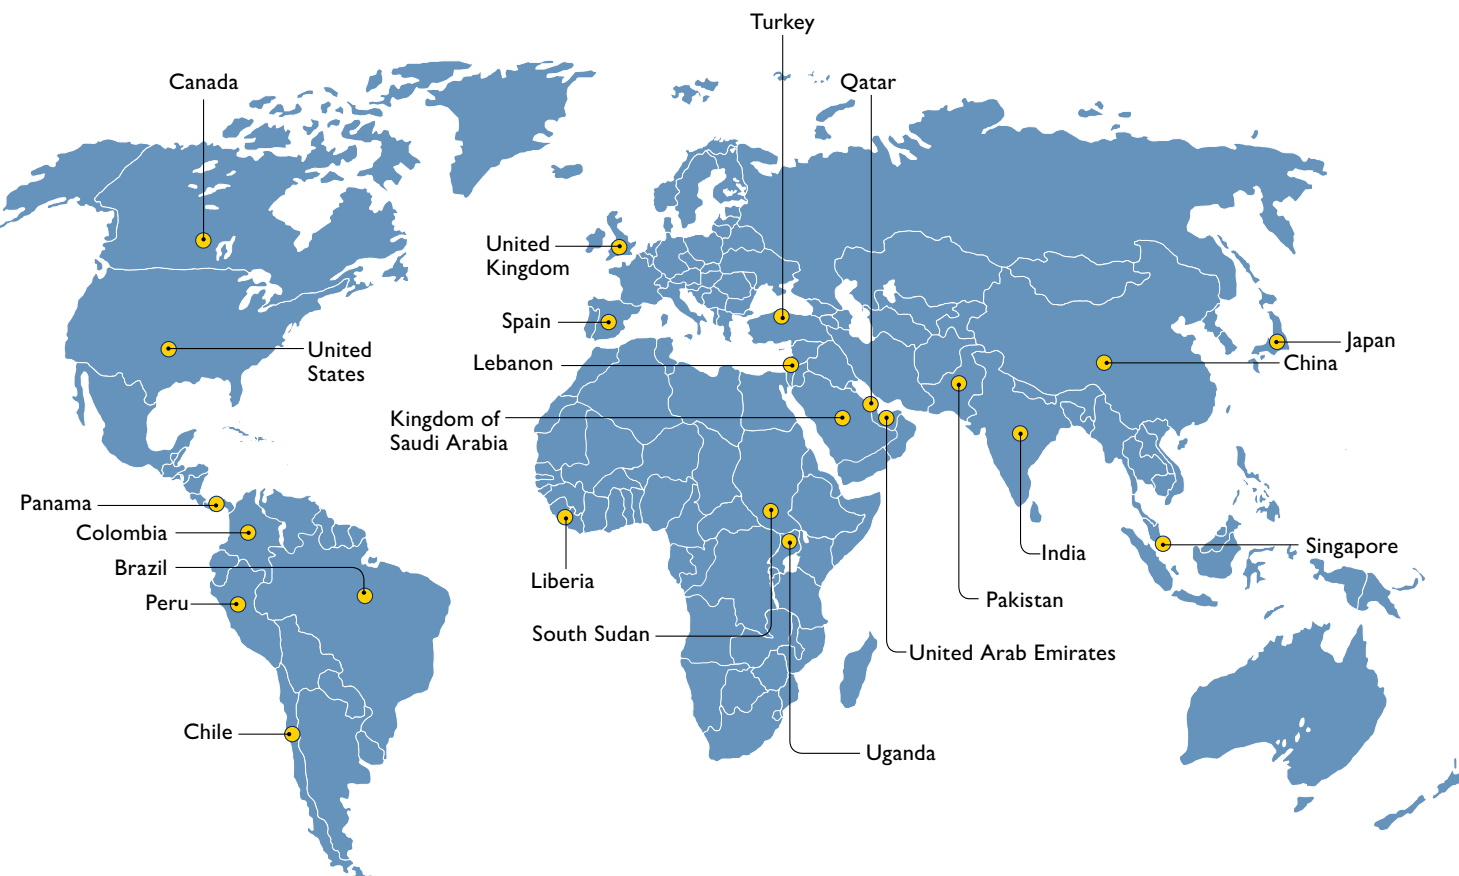 Turkey
Canada
Qatar
United
Kingdom
Spain
Japan
United
States
Lebanon
China
Kingdom of
Saudi Arabia
Panama
Colombia
Singapore
India
Brazil
Liberia
Peru
Pakistan
South Sudan
United Arab Emirates
Chile
Uganda